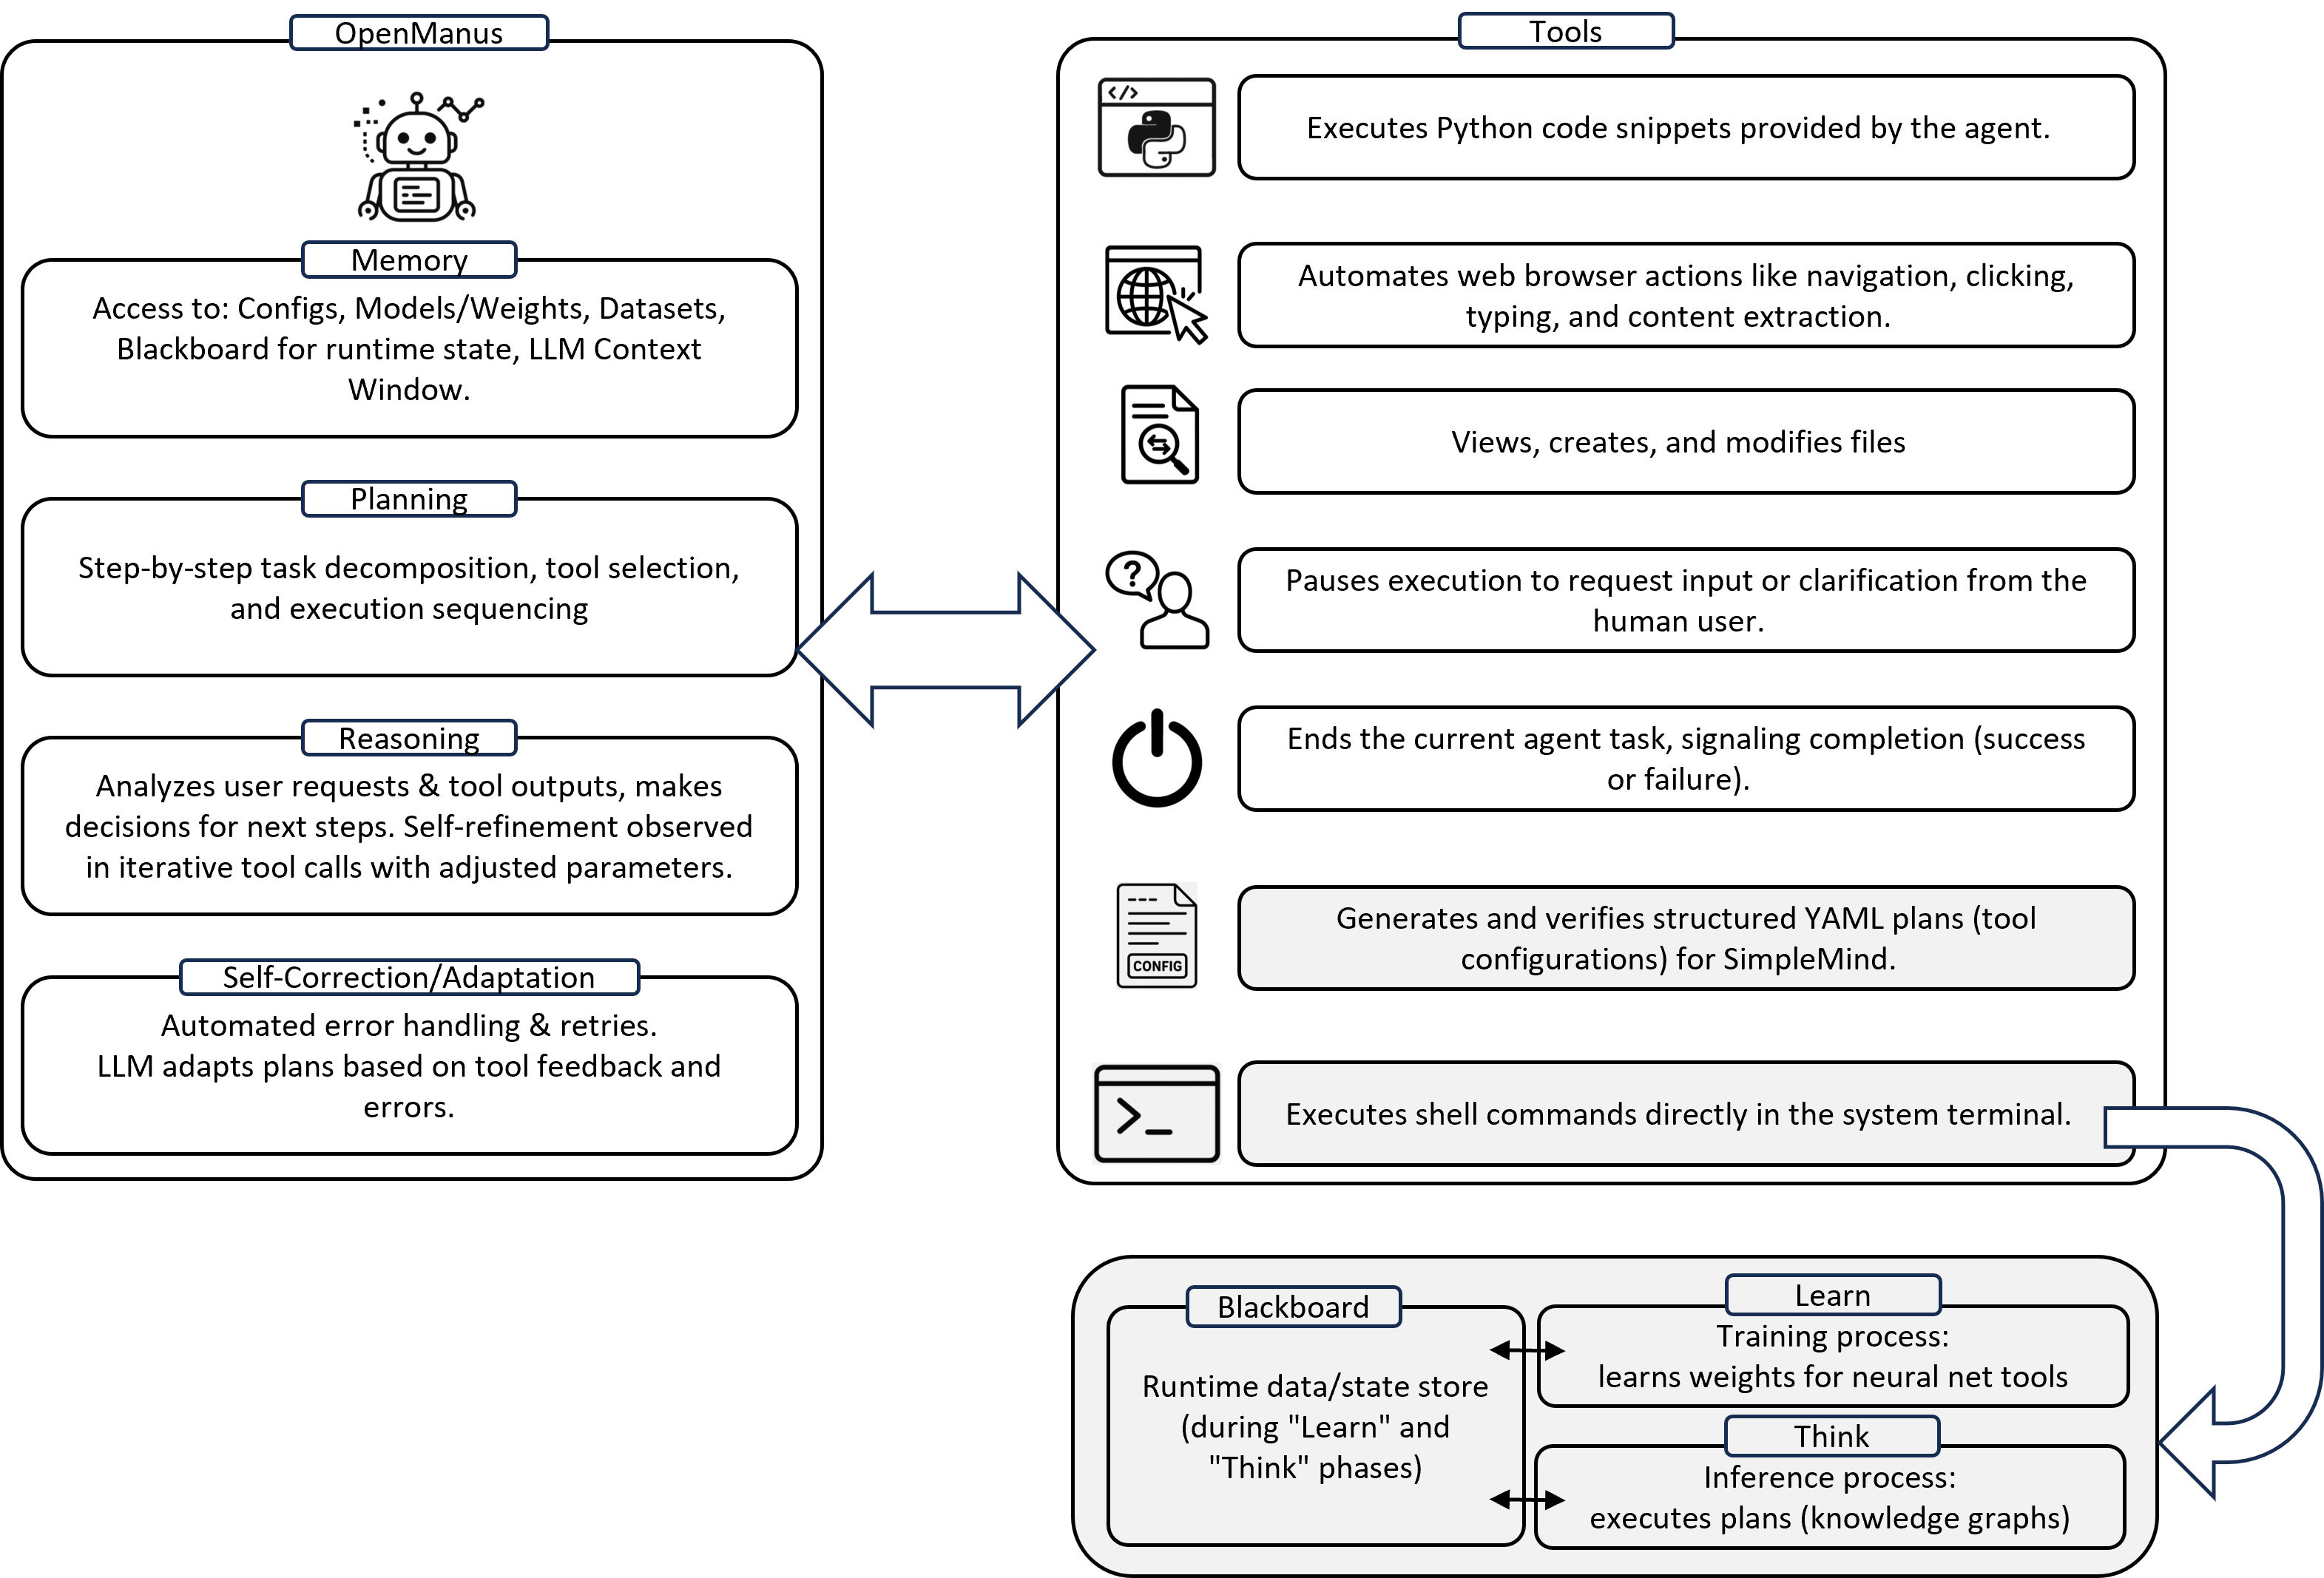 OpenManus
Memory
Access to: Configs, Models/Weights, Datasets,
Blackboard for runtime state, LLM Context
Window.
Planning
Step-by-step task decomposition, tool selection,
and execution sequencing
Reasoning
Analyzes user requests & tool outputs, makes
decisions for next steps. Self-refinement observed
in iterative tool calls with adjusted parameters.
Self-Correction/Adaptation
Automated error handling & retries.
LLM adapts plans based on tool feedback and
errors.
Tools
</>
Executes Python code snippets provided by the agent.
Automates web browser actions like navigation, clicking,
typing, and content extraction.
Views, creates, and modifies files
?
Pauses execution to request input or clarification from the
human user.
Ends the current agent task, signaling completion (success
or failure).
CONFIG
Generates and verifies structured YAML plans (tool
configurations) for SimpleMind.
>_
Executes shell commands directly in the system terminal.
Blackboard
Runtime data/state store
(during "Learn" and
"Think" phases)
Learn
Training process:
learns weights for neural net tools
Think
Inference process:
executes plans (knowledge graphs)